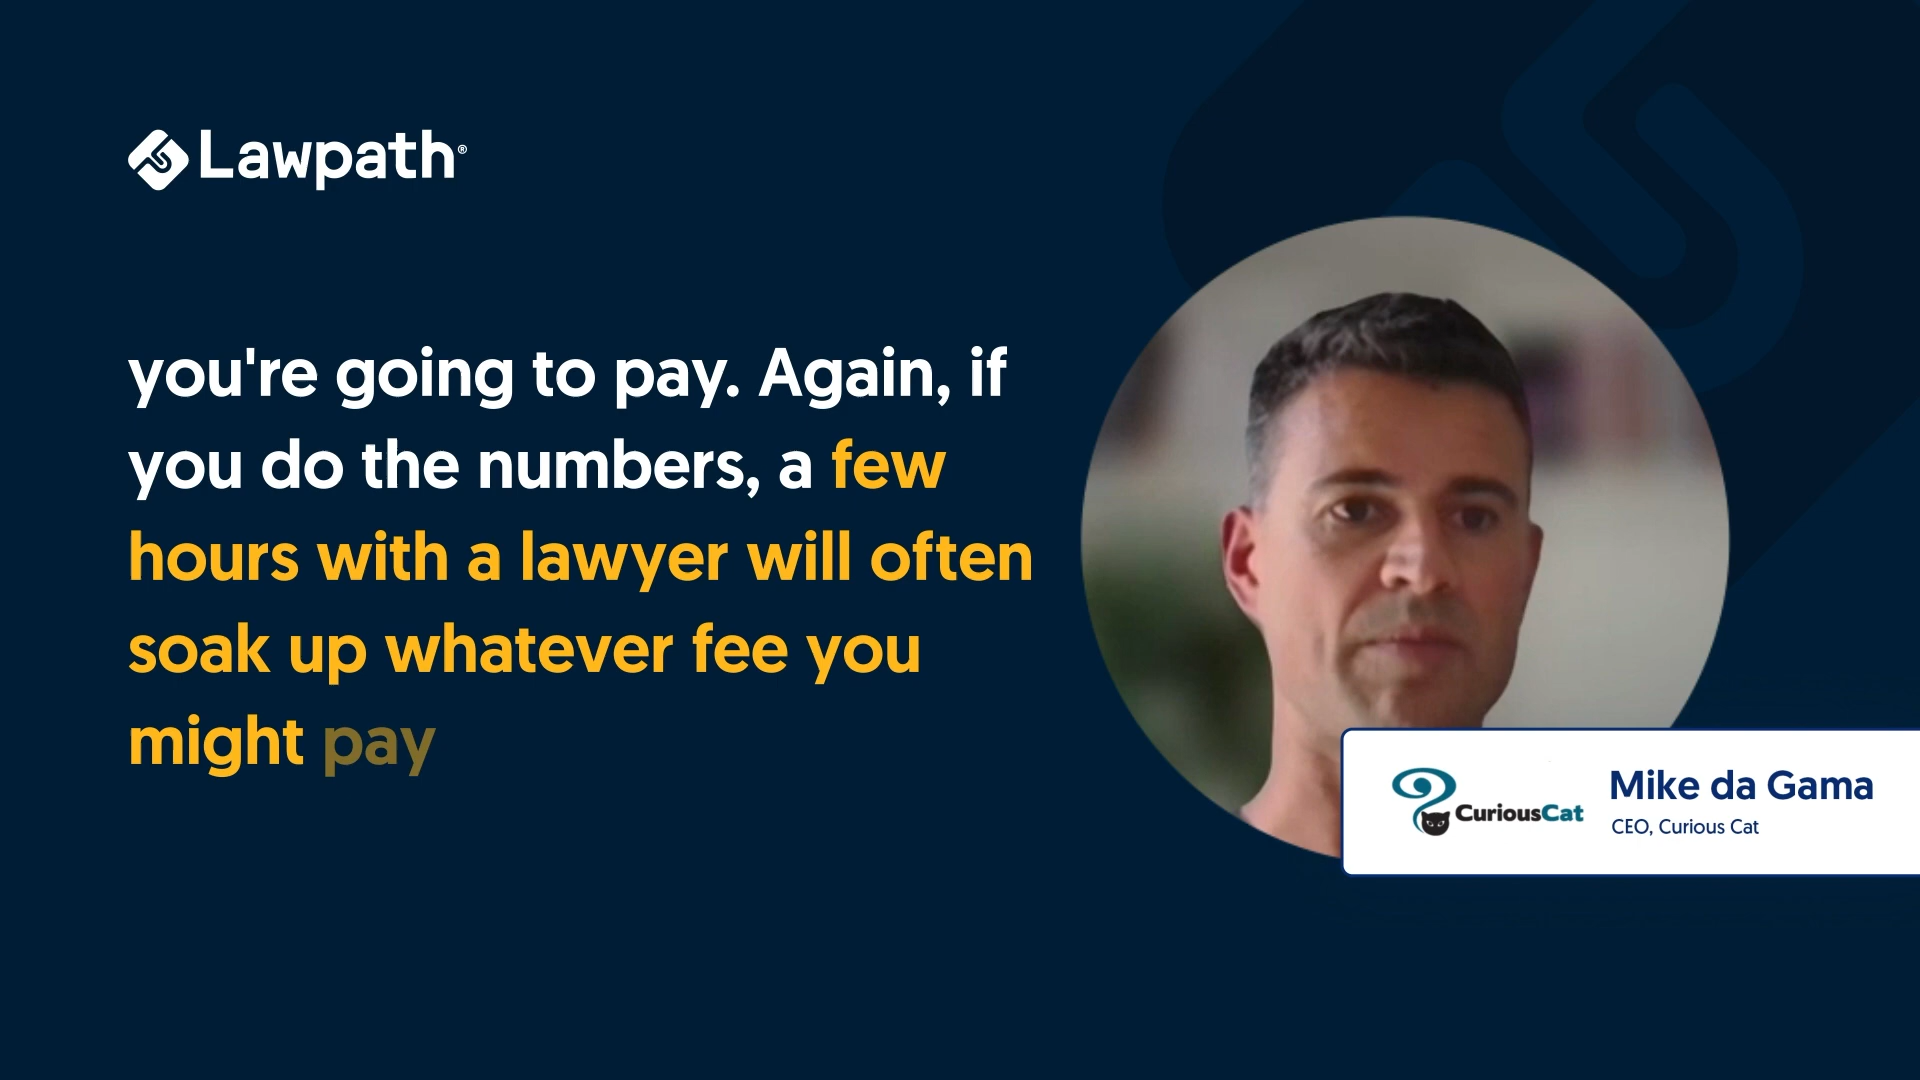 Lawpath®
you're going to pay. Again, if
you do the numbers, a few
hours with a lawyer will often
soak up whatever fee you
might pay
CuriousCat
Mike da Gama
CEO, Curious Cat